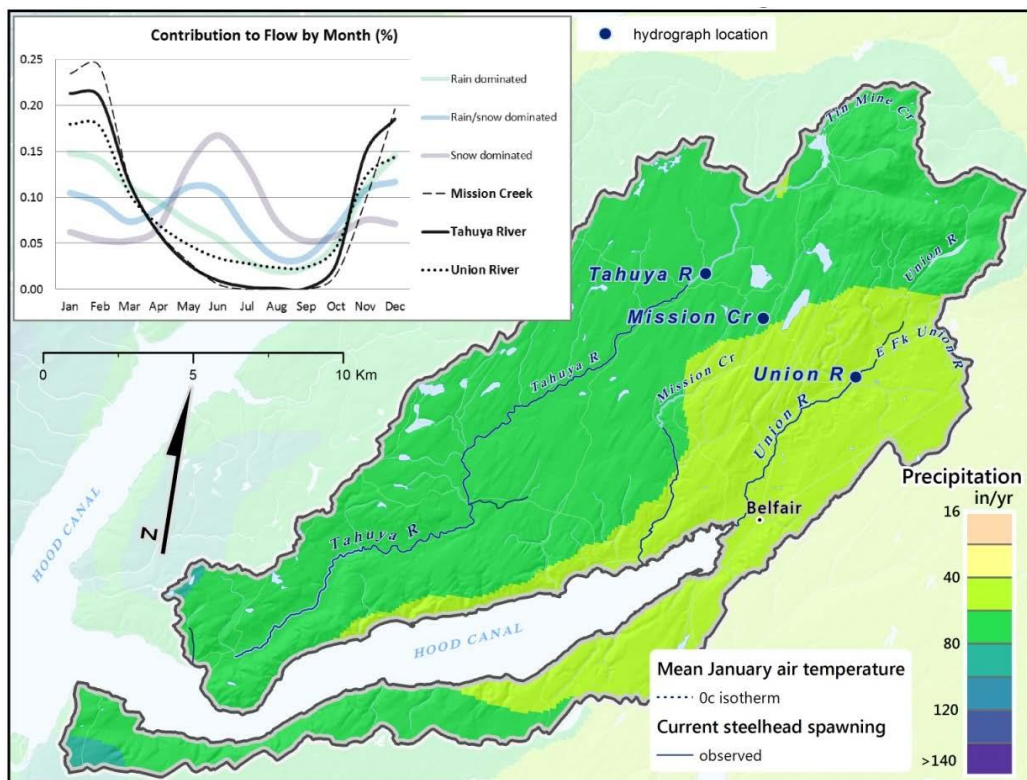 Contribution to Flow by Month (%)
0.25
0.20
0.15
0.10
0.05
0.00
Jan Feb Mar Apr May Jun Jul Aug Sep Oct Nov Dec
Rain dominated
Rain/snow dominated
Snow dominated
Mission Creek
Tahuya River
Union River
hydrograph location
0 5 10 Km
N
Tin Mine Cr
Tahuya R
Mission Cr
Union R
Union R
E Fk Union R
Tahuya R
Mission Cr
Union R
Tahuya R
Belfair
HOOD CANAL
HOOD CANAL
Precipitation
in/yr
16
40
80
120
>140
Mean January air temperature
0c isotherm
Current steelhead spawning
observed